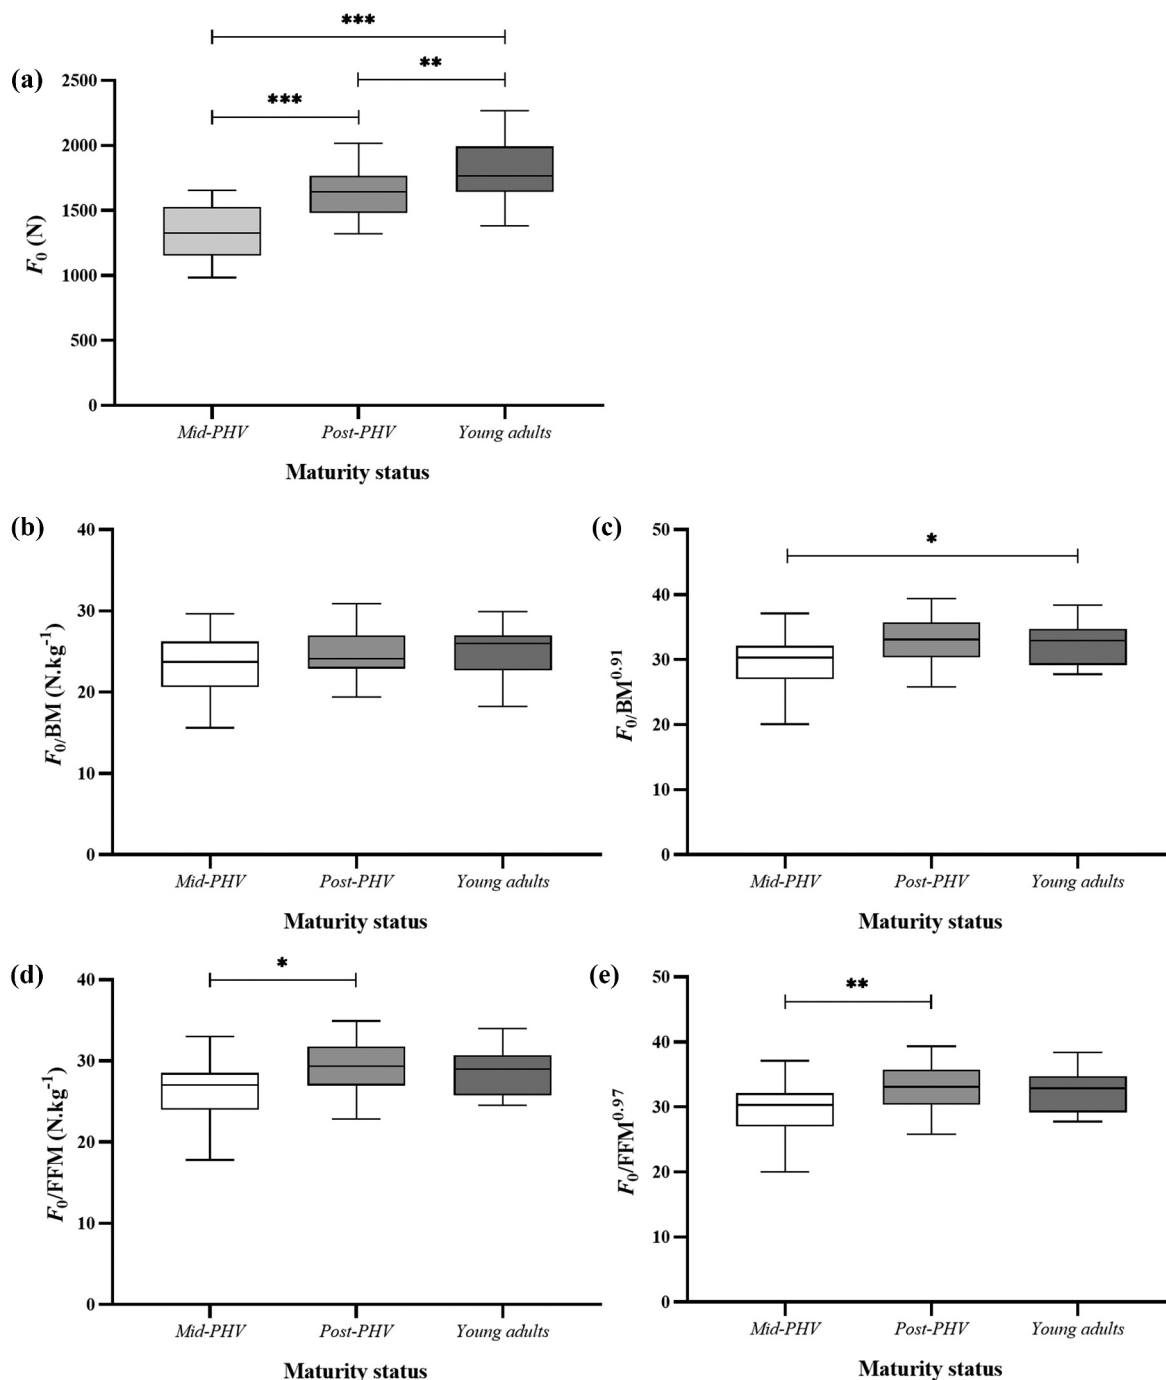 (a)
***
**
***
F0 (N)
2500
2000
1500
1000
500
0
Mid-PHV Post-PHV Young adults
Maturity status
(b)
F0/BM (N.kg-1)
40
30
20
10
0
Mid-PHV Post-PHV Young adults
Maturity status
(c)
*
F0/BM0.91
50
40
30
20
10
0
Mid-PHV Post-PHV Young adults
Maturity status
(d)
*
F0/FFM (N.kg-1)
40
30
20
10
0
Mid-PHV Post-PHV Young adults
Maturity status
(e)
**
F0/FFM0.97
50
40
30
20
10
0
Mid-PHV Post-PHV Young adults
Maturity status